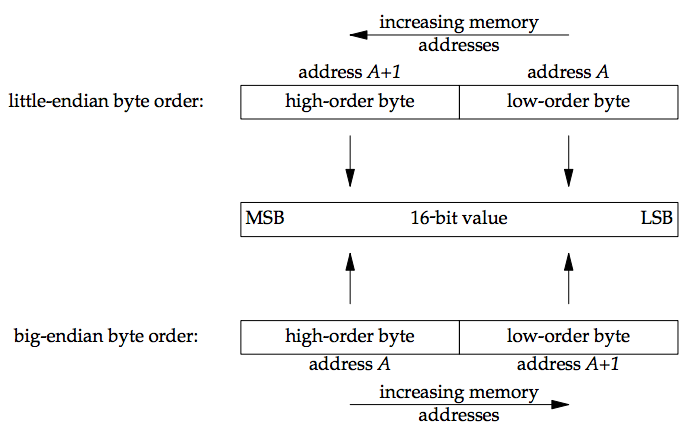 increasing memory
addresses
address A+1 address A
little-endian byte order: high-order byte low-order byte
MSB 16-bit value LSB
big-endian byte order: high-order byte low-order byte
address A address A+1
increasing memory
addresses